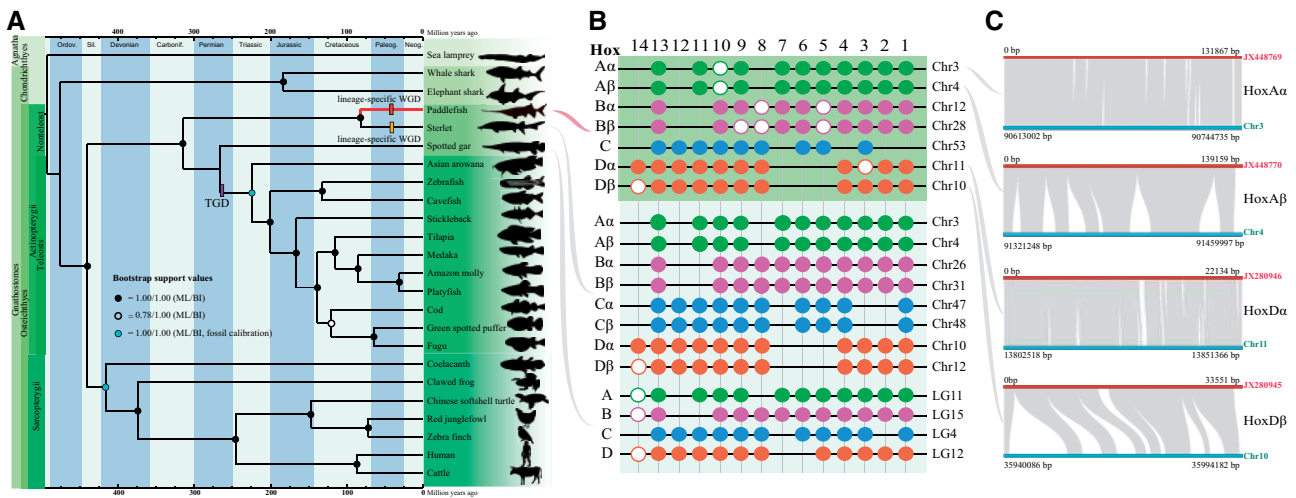 A
B
C
400
300
200
100
0
Million years ago
Ordov.
Sil.
Devonian
Carbonif.
Permian
Triassic
Jurassic
Cretaceous
Paleog.
Neog.
Agnatha
Chondrichthyes
Gnathostomes
Osteichthyes
Nonteleost
Actinopterygii
Teleosts
Sarcopterygii
Sea lamprey
Whale shark
Elephant shark
lineage-specific WGD
Paddlefish
Sterlet
lineage-specific WGD
Spotted gar
Asian arowana
TGD
Zebrafish
Cavefish
Stickleback
Tilapia
Medaka
Amazon molly
Platyfish
Cod
Green spotted puffer
Fugu
Coelacanth
Clawed frog
Chinese softshell turtle
Red junglefowl
Zebra finch
Human
Cattle
Bootstrap support values
= 1.00/1.00 (ML/BI)
= 0.78/1.00 (ML/BI)
= 1.00/1.00 (ML/BI, fossil calibration)
400
300
200
100
0
Million years ago
Hox 14 13 12 11 10 9 8 7 6 5 4 3 2 1
Aα Chr3
Aβ Chr4
Bα Chr12
Bβ Chr28
C Chr53
Dα Chr11
Dβ Chr10
Aα Chr3
Aβ Chr4
Bα Chr26
Bβ Chr31
Cα Chr47
Cβ Chr48
Dα Chr10
Dβ Chr12
A LG11
B LG15
C LG4
D LG12
0 bp 131867 bp
JX448769
HoxAα
Chr3
90613002 bp 90744735 bp
0 bp 139159 bp
JX448770
HoxAβ
Chr4
91321248 bp 91459997 bp
0 bp 22134 bp
JX280946
HoxDα
Chr11
13802518 bp 13851366 bp
0bp 33551 bp
JX280945
HoxDβ
Chr10
35940086 bp 35994182 bp